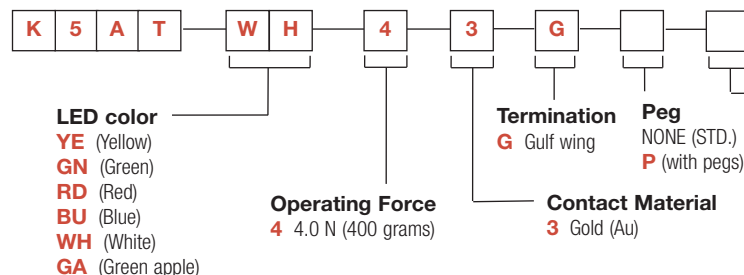 K 5 A T W H 4 3 G
LED color
YE (Yellow)
GN (Green)
RD (Red)
BU (Blue)
WH (White)
GA (Green apple)
Operating Force
4 4.0 N (400 grams)
Termination
G Gulf wing
Contact Material
3 Gold (Au)
Peg
NONE (STD.)
P (with pegs)